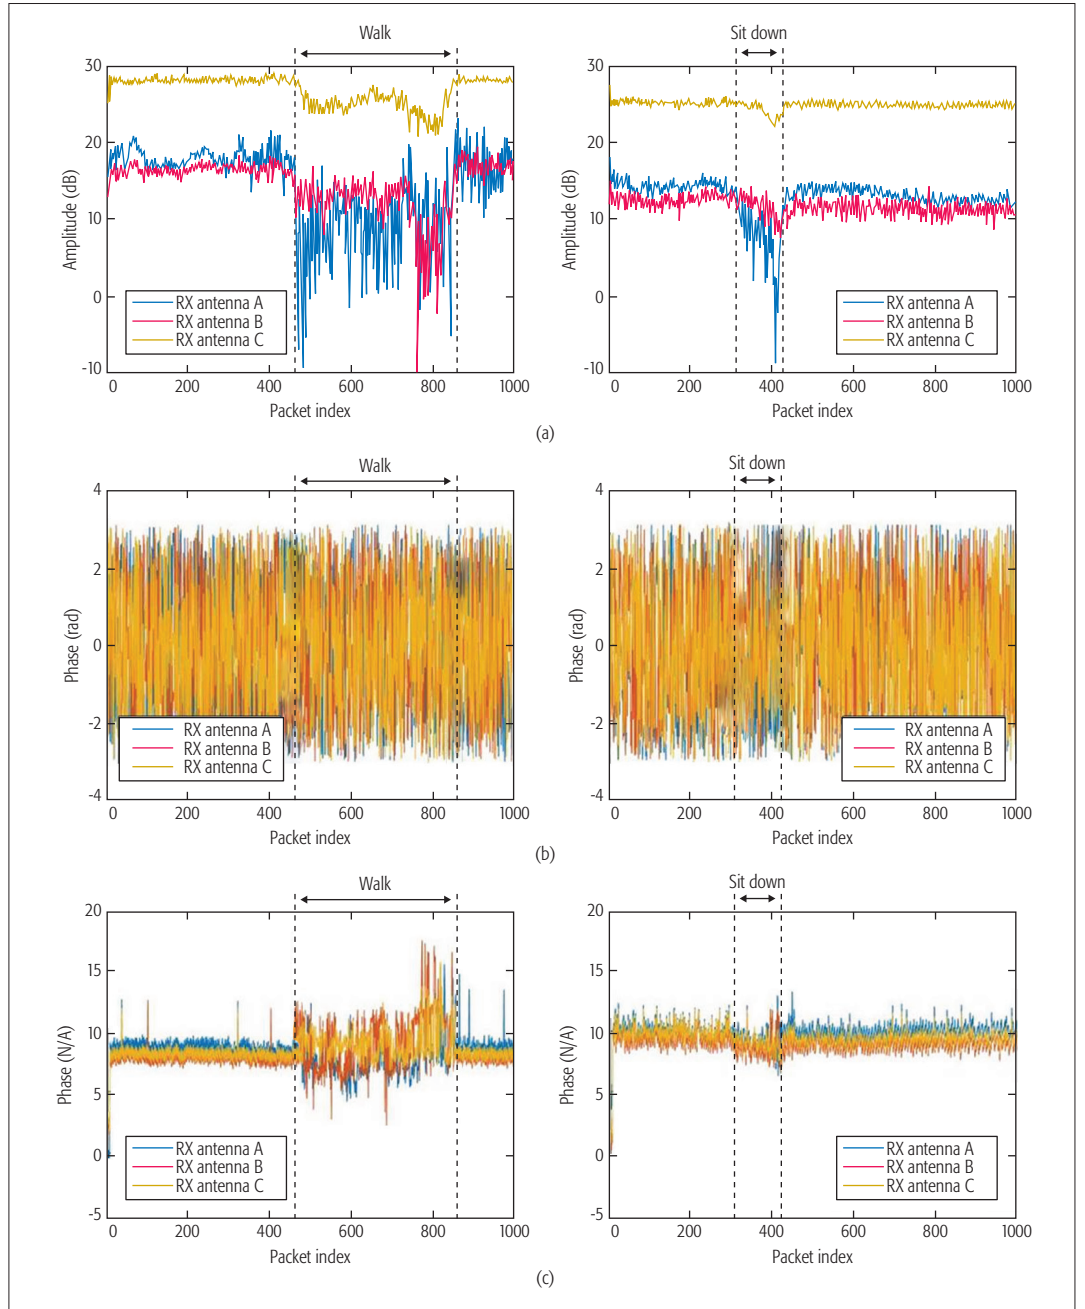 Walk
Sit down
30
20
10
0
-10
Amplitude (dB)
RX antenna A
RX antenna B
RX antenna C
0 200 400 600 800 1000
Packet index
30
20
10
0
-10
Amplitude (dB)
RX antenna A
RX antenna B
RX antenna C
0 200 400 600 800 1000
Packet index
(a)
Walk
Sit down
4
2
0
-2
-4
Phase (rad)
RX antenna A
RX antenna B
RX antenna C
0 200 400 600 800 1000
Packet index
4
2
0
-2
-4
Phase (rad)
RX antenna A
RX antenna B
RX antenna C
0 200 400 600 800 1000
Packet index
(b)
Walk
Sit down
20
15
10
5
0
-5
Phase (N/A)
RX antenna A
RX antenna B
RX antenna C
0 200 400 600 800 1000
Packet index
20
15
10
5
0
-5
Phase (N/A)
RX antenna A
RX antenna B
RX antenna C
0 200 400 600 800 1000
Packet index
(c)